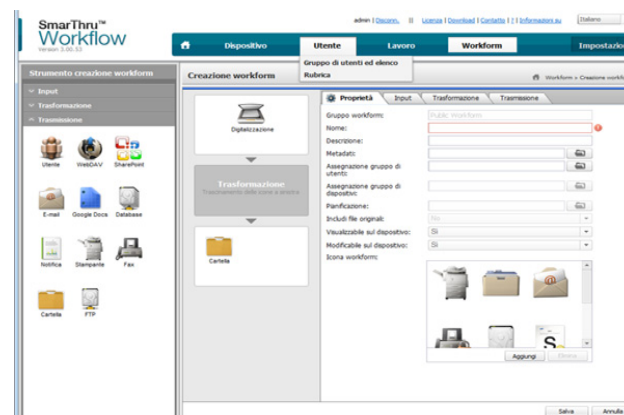 SmarThru™
Workflow
Version 3.00.53
admin | Disconn. || Licenza | Download | Contatto | ? | Informazioni su
Italiano
Dispositivo
Utente
Lavoro
Workform
Impostazio
Gruppo di utenti ed elenco
Rubrica
Strumento creazione workform
Input
Trasformazione
Trasmissione
Utente
WebDAV
SharePoint
E-mail
Google Docs
Database
Notifica
Stampante
Fax
Cartella
FTP
Creazione workform
Workform > Creazione workfo
Digitalizzazione
Trasformazione
Cartella
Proprietà
Input
Trasformazione
Trasmissione
Gruppo workform:
Public Workform
Nome:
Descrizione:
Metadati:
Assegnazione gruppo di
utenti:
Assegnazione gruppo di
dispositivi:
Pianificazione:
Includi file originali:
No
Visualizzabile sul dispositivo:
Sì
Modificabile sul dispositivo:
Sì
Icona workform:
S
Aggiungi
Elimina
Salva
Annulla